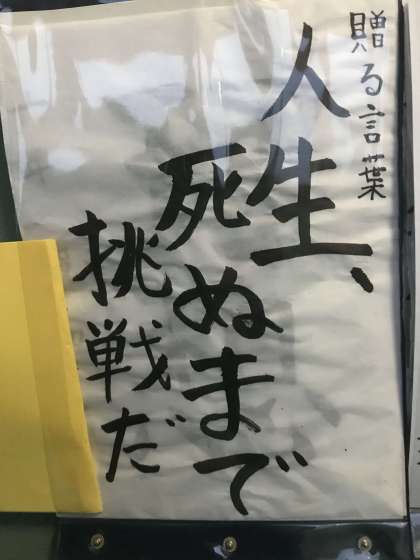 贈る言葉
人生、
死ぬまで
挑戦だ